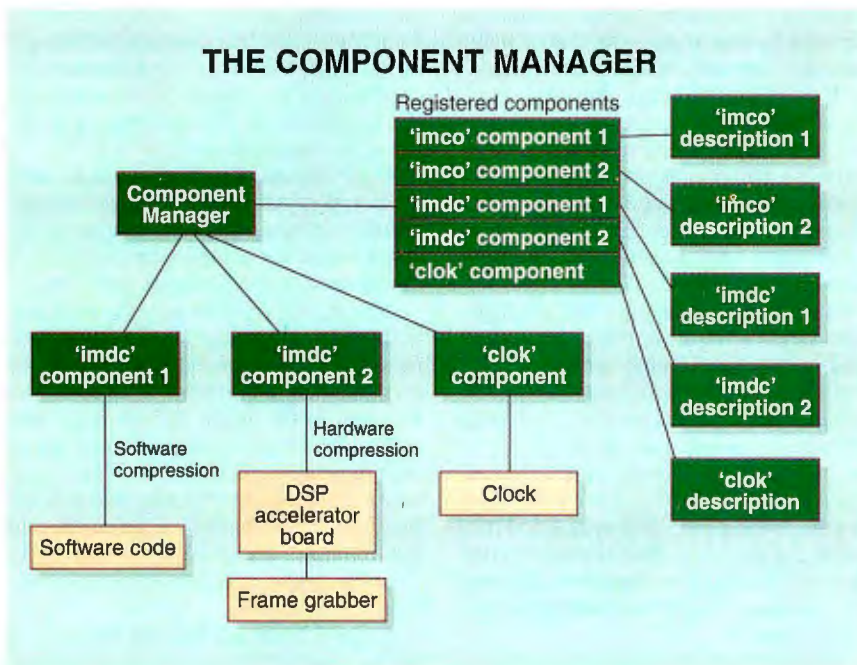 THE COMPONENT MANAGER
Registered components
'imco' component 1
'imco' component 2
'imdc' component 1
'imdc' component 2
'clok' component
'imco'
description 1
'imco'
description 2
'imdc'
description 1
'imdc'
description 2
'clok'
description
Component
Manager
'imdc'
component 1
'imdc'
component 2
'clok'
component
Software
compression
Hardware
compression
Software code
DSP
accelerator
board
Frame grabber
Clock